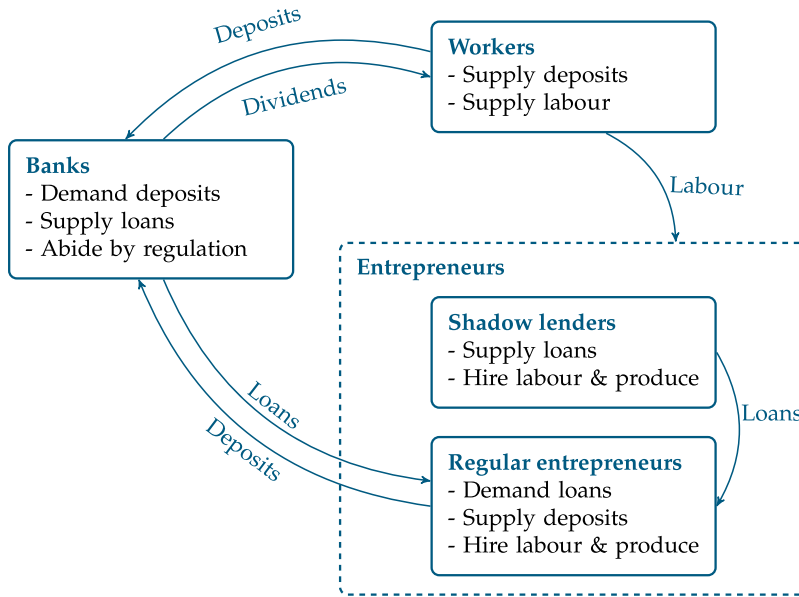 Deposits
Workers
- Supply deposits
- Supply labour
Dividends
Banks
- Demand deposits
- Supply loans
- Abide by regulation
Labour
Entrepreneurs
Shadow lenders
- Supply loans
- Hire labour & produce
Loans
Loans
Deposits
Regular entrepreneurs
- Demand loans
- Supply deposits
- Hire labour & produce